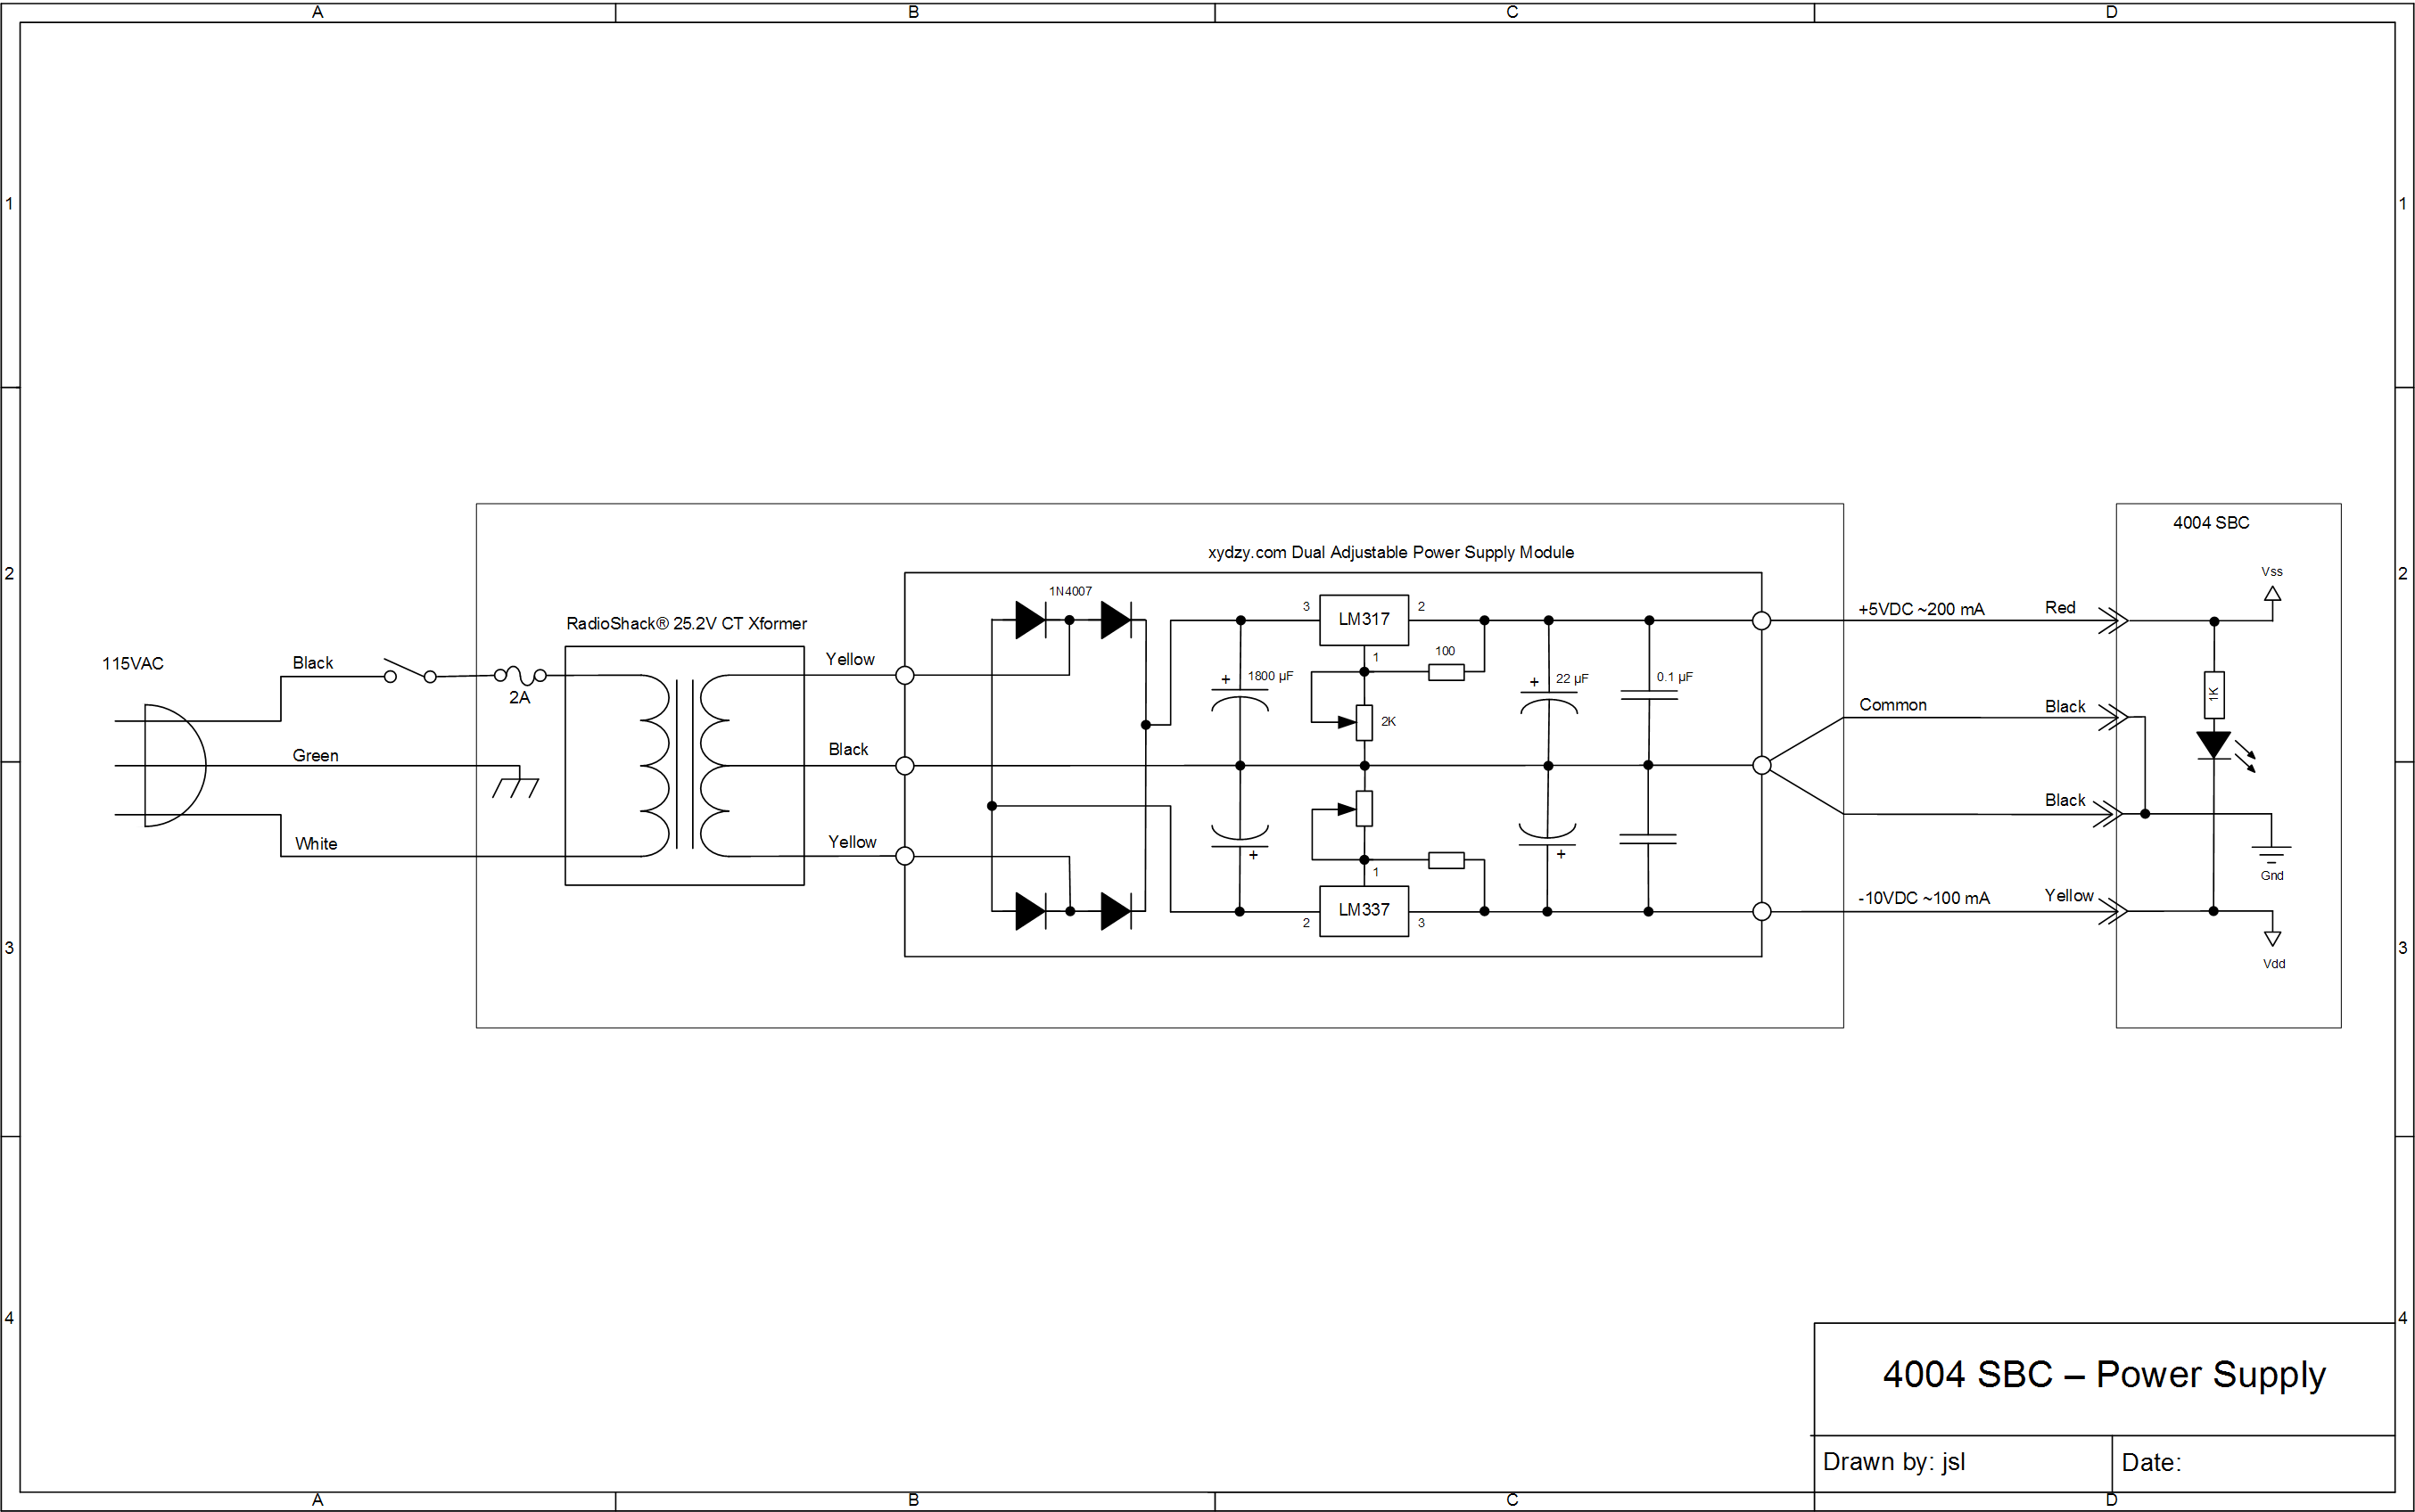 A B C D
1 1
2 2
3 3
4 4
4004 SBC
xydzy.com Dual Adjustable Power Supply Module
Vss
1N4007
3 LM317 2
+5VDC ~200 mA Red
RadioShack® 25.2V CT Xformer
115VAC
Black
Yellow
1
100
2A
+ 1800 µF
+ 22 µF
0.1 µF
1K
Common Black
2K
Green
Black
Black
White
Yellow
+
+
1
Gnd
2 LM337 3
-10VDC ~100 mA Yellow
Vdd
4004 SBC – Power Supply
Drawn by: jsl
Date:
A B C D